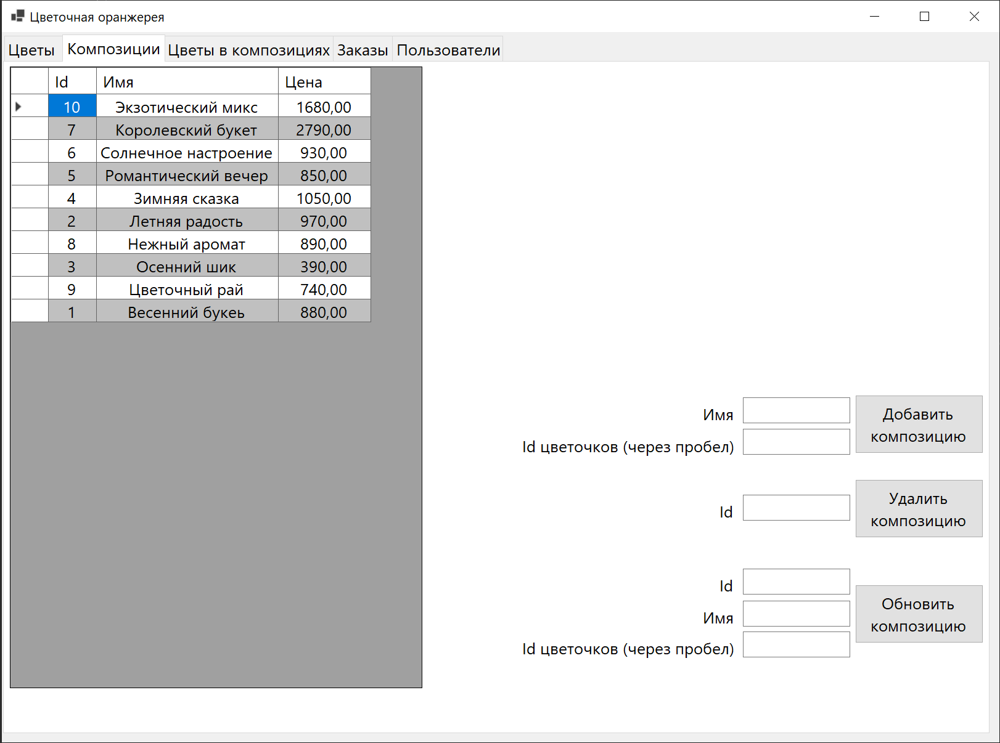 Цветочная оранжерея
Цветы Композиции Цветы в композициях Заказы Пользователи
Id Имя Цена
10 Экзотический микс 1680,00
7 Королевский букет 2790,00
6 Солнечное настроение 930,00
5 Романтический вечер 850,00
4 Зимняя сказка 1050,00
2 Летняя радость 970,00
8 Нежный аромат 890,00
3 Осенний шик 390,00
9 Цветочный рай 740,00
1 Весенний букеь 880,00
Имя
Id цветочков (через пробел)
Добавить
композицию
Id
Удалить
композицию
Id
Имя
Id цветочков (через пробел)
Обновить
композицию